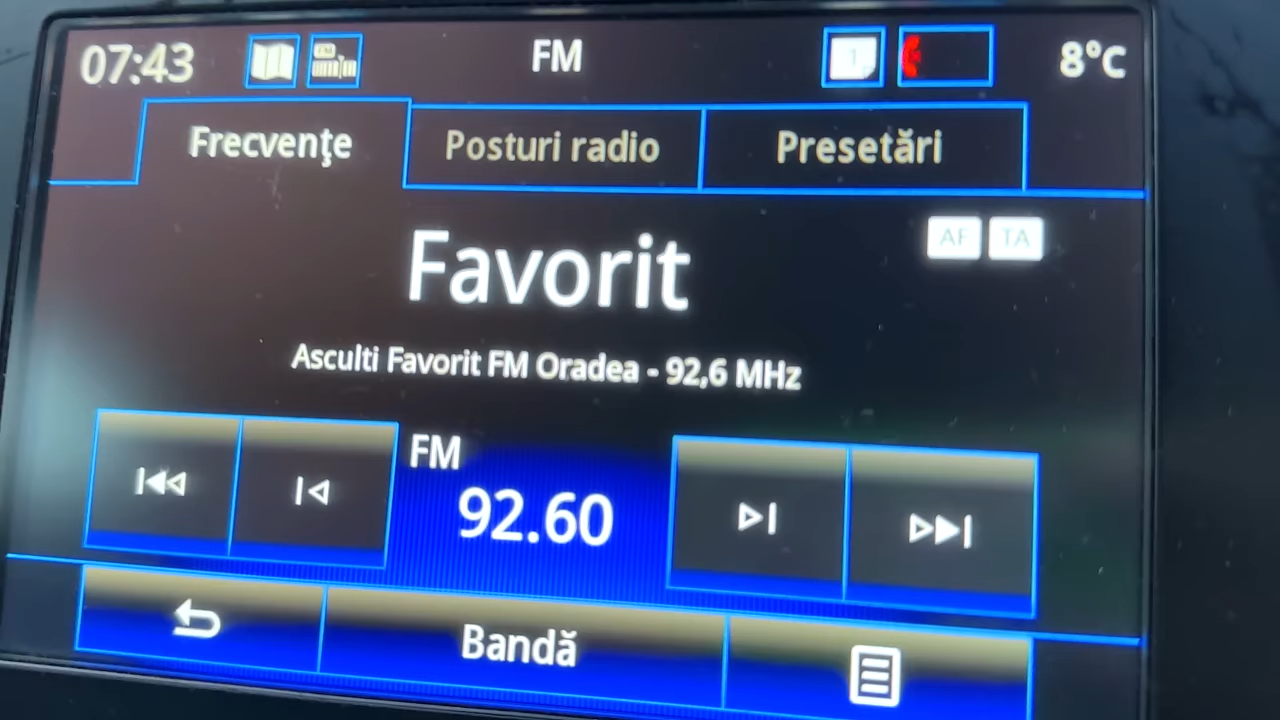 07:43
FM
1
8°C
Frecvenţe
Posturi radio
Presetări
AF
TA
Favorit
Asculti Favorit FM Oradea - 92,6 MHz
FM
92.60
Bandă